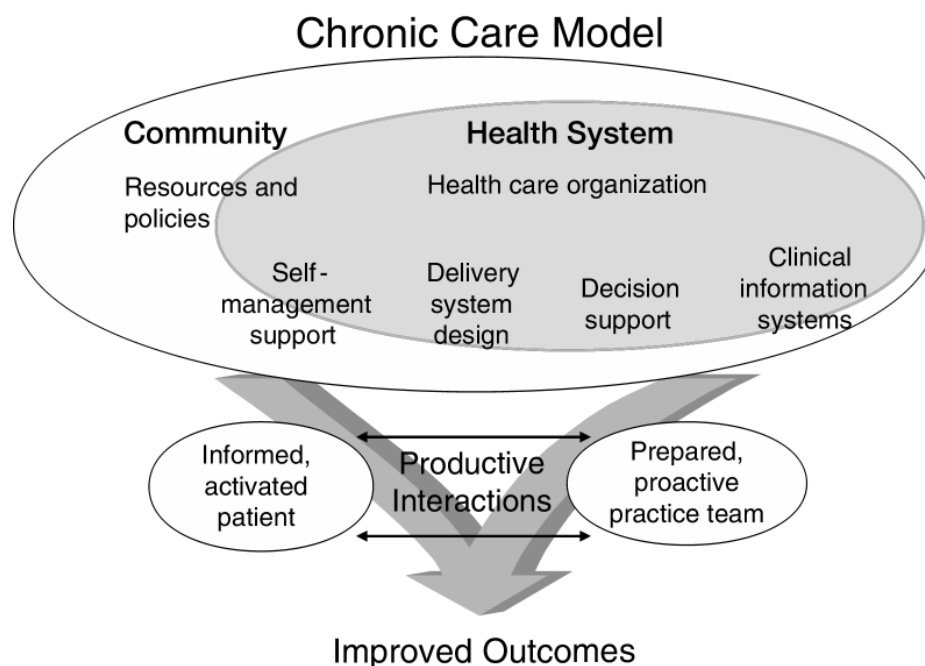 Chronic Care Model
Community
Health System
Resources and
policies
Health care organization
Self-
management
support
Delivery
system
design
Decision
support
Clinical
information
systems
Informed,
activated
patient
Productive
Interactions
Prepared,
proactive
practice team
Improved Outcomes